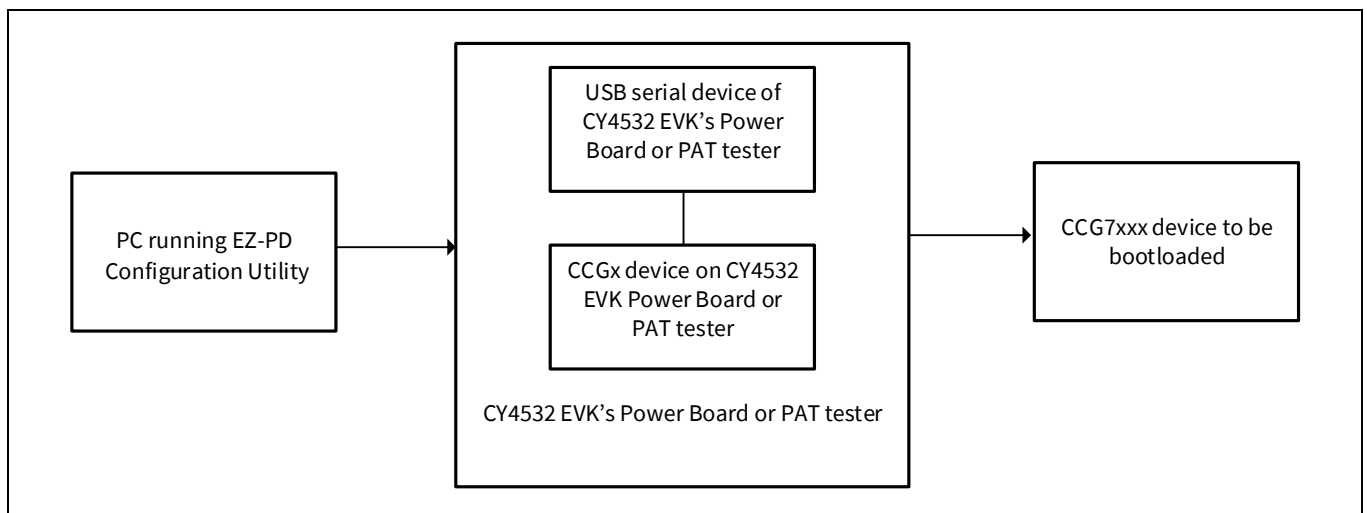 PC running EZ-PD
Configuration Utility
USB serial device of
CY4532 EVK’s Power
Board or PAT tester
CCGx device on CY4532
EVK Power Board or
PAT tester
CY4532 EVK’s Power Board or PAT tester
CCG7xxx device to be
bootloaded